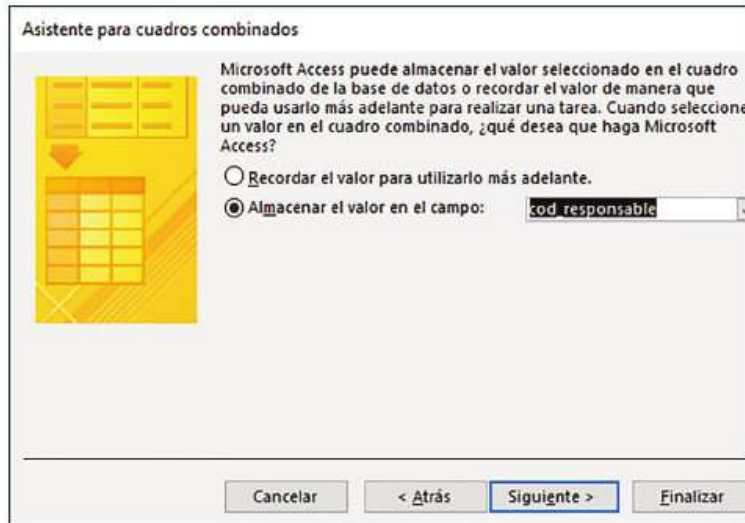 Asistente para cuadros combinados
Microsoft Access puede almacenar el valor seleccionado en el cuadro
combinado de la base de datos o recordar el valor de manera que
pueda usarlo más adelante para realizar una tarea. Cuando seleccione
un valor en el cuadro combinado, ¿qué desea que haga Microsoft
Access?
Recordar el valor para utilizarlo más adelante.
Almacenar el valor en el campo: cod_responsable
Cancelar < Atrás Siguiente > Finalizar